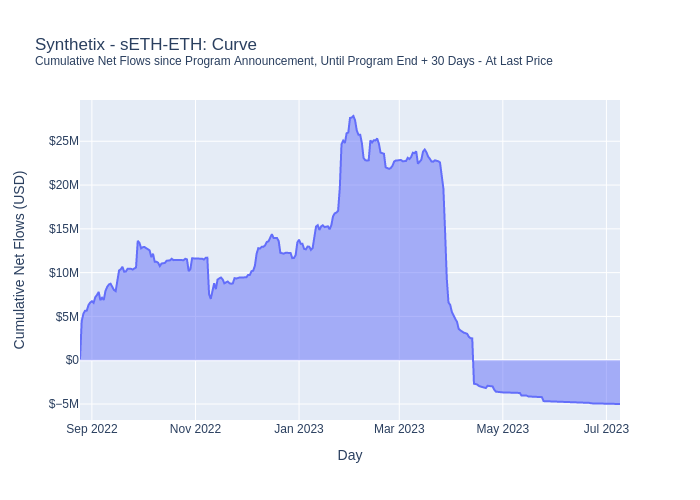 Synthetix - sETH-ETH: Curve
Cumulative Net Flows since Program Announcement, Until Program End + 30 Days - At Last Price
Cumulative Net Flows (USD)
$25M
$20M
$15M
$10M
$5M
$0
$−5M
Sep 2022 Nov 2022 Jan 2023 Mar 2023 May 2023 Jul 2023
Day